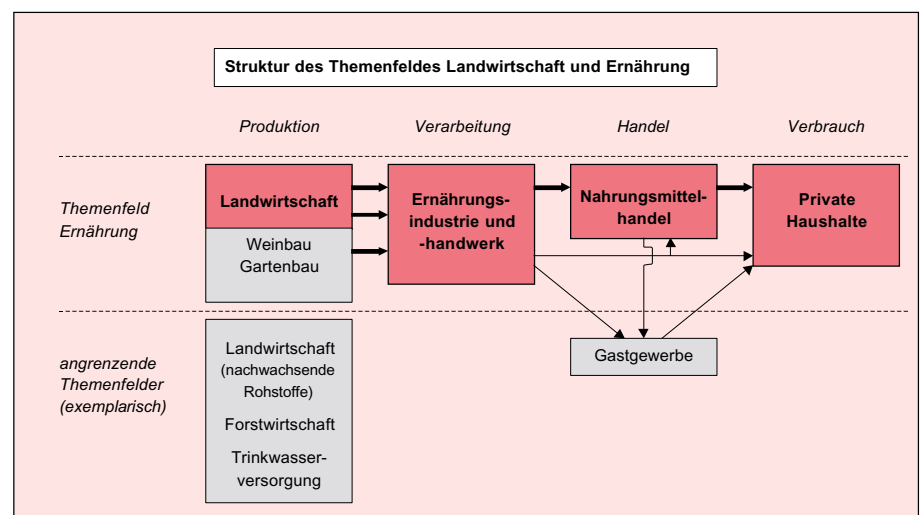 Struktur des Themenfeldes Landwirtschaft und Ernährung
Produktion
Verarbeitung
Handel
Verbrauch
Themenfeld
Ernährung
Landwirtschaft
Weinbau
Gartenbau
Ernährungs-
industrie und
-handwerk
Nahrungsmittel-
handel
Private
Haushalte
angrenzende
Themenfelder
(exemplarisch)
Landwirtschaft
(nachwachsende
Rohstoffe)
Forstwirtschaft
Trinkwasser-
versorgung
Gastgewerbe